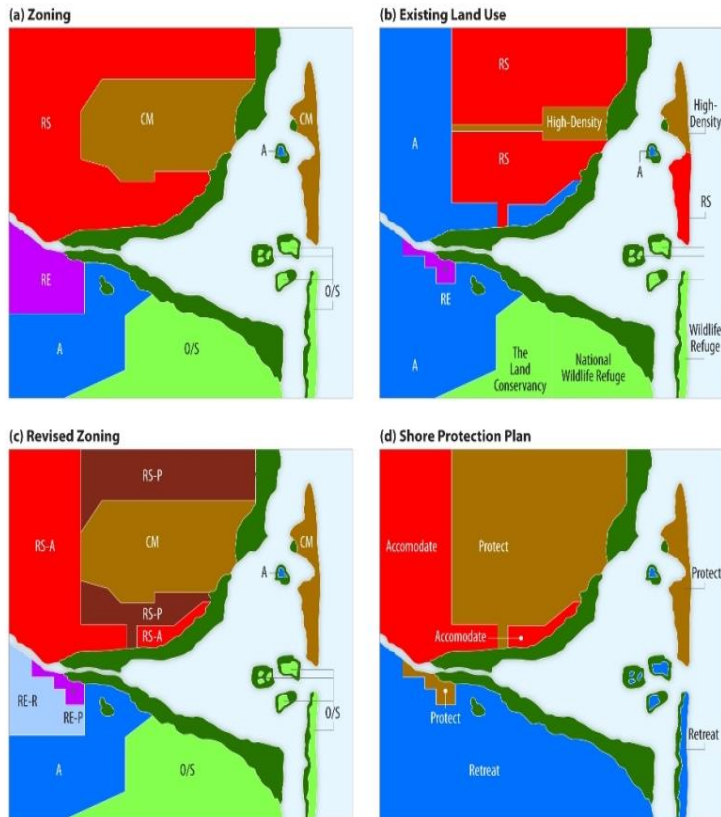 (a) Zoning
RS
CM
CM
A
RE
O/S
A
O/S
(b) Existing Land Use
RS
High-Density
High-
Density
A
RS
A
RS
RE
A
The
Land
Conservancy
National
Wildlife Refuge
Wildlife
Refuge
(c) Revised Zoning
RS-P
RS-A
CM
CM
A
RS-P
RS-A
RE-R
RE-P
O/S
A
O/S
(d) Shore Protection Plan
Accomodate
Protect
Protect
Accomodate
Protect
Retreat
Retreat